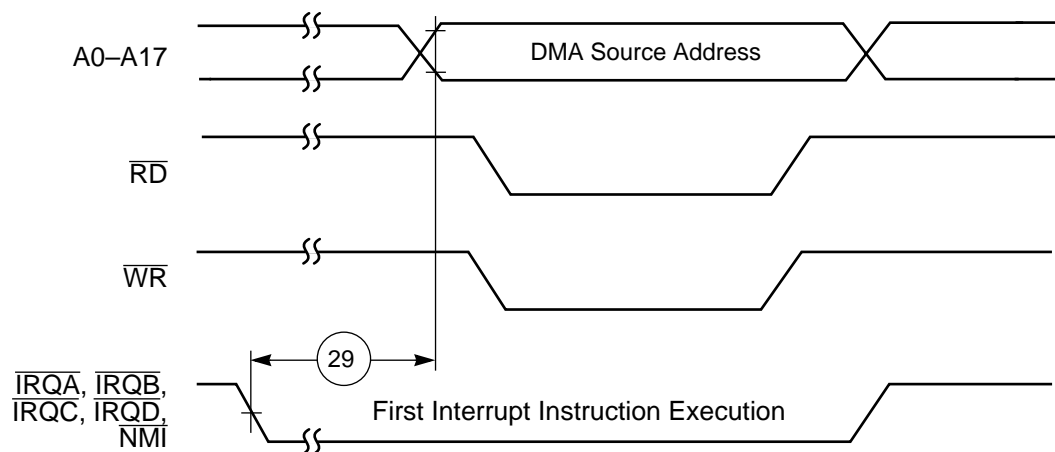 A0–A17
DMA Source Address
RD
WR
29
IRQA, IRQB,
IRQC, IRQD,
NMI
First Interrupt Instruction Execution